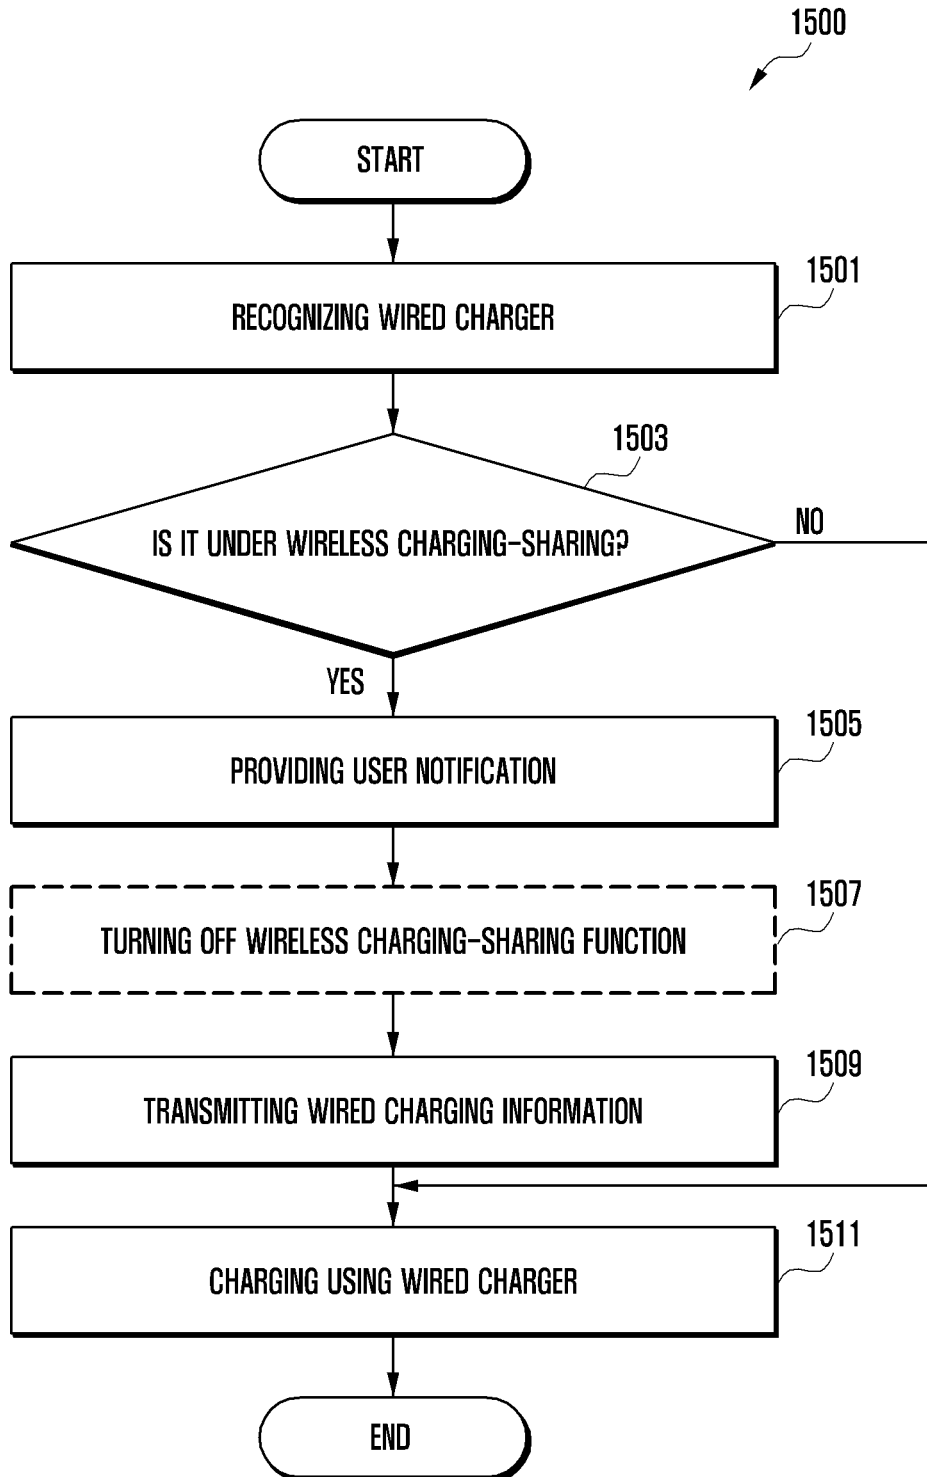 1500
START
1501
RECOGNIZING WIRED CHARGER
1503
IS IT UNDER WIRELESS CHARGING-SHARING?
NO
YES
1505
PROVIDING USER NOTIFICATION
1507
TURNING OFF WIRELESS CHARGING-SHARING FUNCTION
1509
TRANSMITTING WIRED CHARGING INFORMATION
1511
CHARGING USING WIRED CHARGER
END